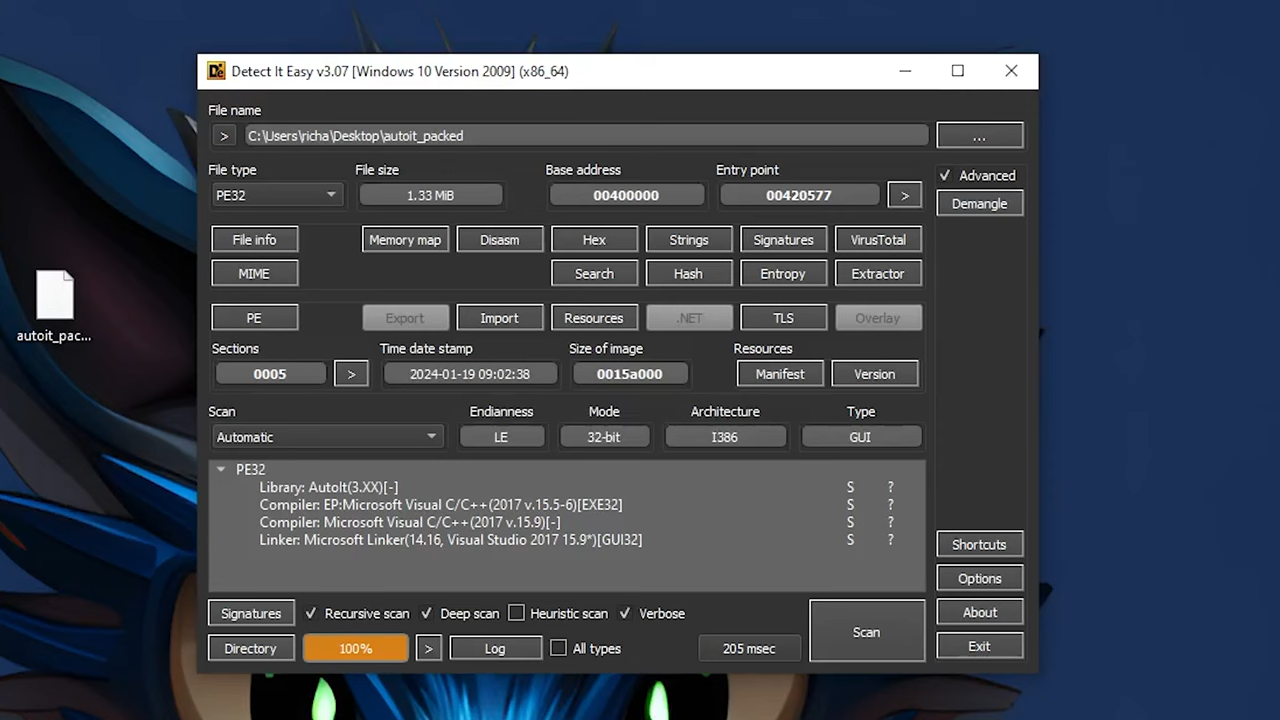 Detect It Easy v3.07 [Windows 10 Version 2009] (x86_64)
File name
> C:\Users\richa\Desktop\autoit_packed ...
File type File size Base address Entry point
PE32 1.33 MiB 00400000 00420577 >
Advanced
Demangle
File info Memory map Disasm Hex Strings Signatures VirusTotal
MIME Search Hash Entropy Extractor
autoit_pac...
PE Export Import Resources .NET TLS Overlay
Sections Time date stamp Size of image Resources
0005 > 2024-01-19 09:02:38 0015a000 Manifest Version
Scan Endianness Mode Architecture Type
Automatic LE 32-bit I386 GUI
PE32
Library: AutoIt(3.XX)[-] S ?
Compiler: EP:Microsoft Visual C/C++(2017 v.15.5-6)[EXE32] S ?
Compiler: Microsoft Visual C/C++(2017 v.15.9)[-] S ?
Linker: Microsoft Linker(14.16, Visual Studio 2017 15.9*)[GUI32] S ?
Shortcuts
Options
Signatures Recursive scan Deep scan Heuristic scan Verbose Scan About
Directory 100% > Log All types 205 msec Exit